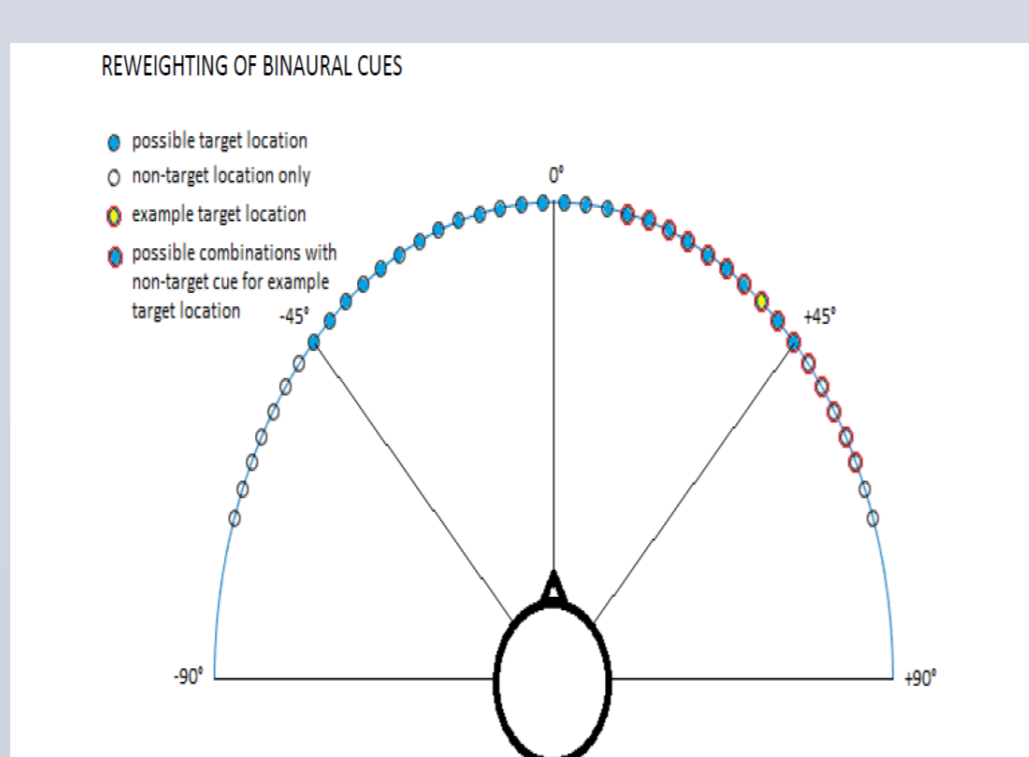 REWEIGHTING OF BINAURAL CUES
possible target location
non-target location only
example target location
possible combinations with
non-target cue for example
target location
0°
-45°
+45°
-90°
+90°